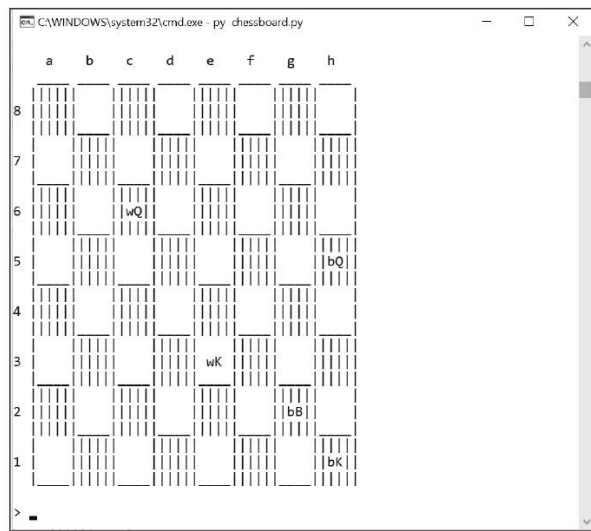 C:\WINDOWS\system32\cmd.exe - py chessboard.py
a b c d e f g h
8
7
6 wQ
5 bQ
4
3 wK
2 bB
1 bK
>